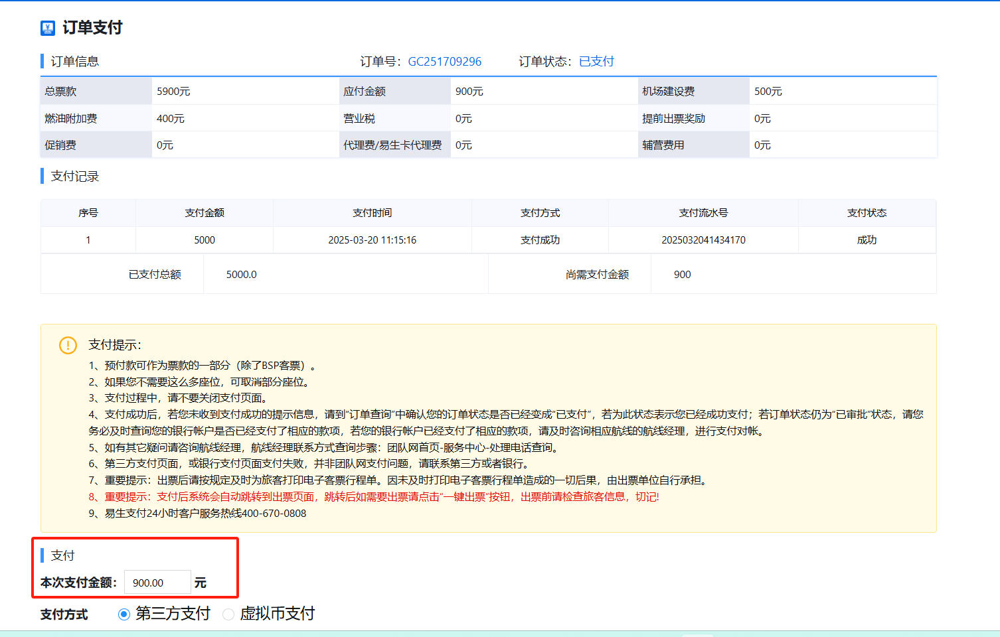 订单支付
订单信息 订单号：GC251709296 订单状态：已支付
总票款 5900元 应付金额 900元 机场建设费 500元
燃油附加费 400元 营业税 0元 提前出票奖励 0元
促销费 0元 代理费/易生卡代理费 0元 辅营费用 0元
支付记录
序号 支付金额 支付时间 支付方式 支付流水号 支付状态
1 5000 2025-03-20 11:15:16 支付成功 2025032041434170 成功
已支付总额 5000.0 尚需支付金额 900
支付提示：
1、预付款可作为票款的一部分（除了BSP客票）。
2、如果您不需要这么多座位，可取消部分座位。
3、支付过程中，请不要关闭支付页面。
4、支付成功后，若您未收到支付成功的提示信息，请到"订单查询"中确认您的订单状态是否已经变成"已支付"，若为此状态表示您已经成功支付；若订单状态仍为"已审批"状态，请您
务必及时查询您的银行帐户是否已经支付了相应的款项，若您的银行帐户已经支付了相应的款项，请及时咨询相应航线的航线经理，进行支付对帐。
5、如有其它疑问请咨询航线经理，航线经理联系方式查询步骤：团队网首页-服务中心-处理电话查询。
6、第三方支付页面，或银行支付页面支付失败，并非团队网支付问题，请联系第三方或者银行。
7、重要提示：出票后请按规定及时为旅客打印电子客票行程单。因未及时打印电子客票行程单造成的一切后果，由出票单位自行承担。
8、重要提示：支付后系统会自动跳转到出票页面，跳转后如需要出票请点击"一键出票"按钮，出票前请检查旅客信息，切记!
9、易生支付24小时客户服务热线400-670-0808
支付
本次支付金额： 900.00 元
支付方式 第三方支付 虚拟币支付